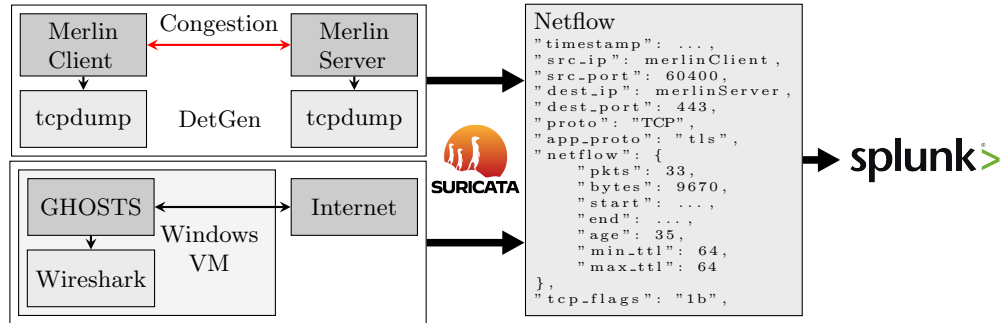 Merlin
Client
Congestion
Merlin
Server
tcpdump
DetGen
tcpdump
GHOSTS
Internet
Windows
VM
Wireshark
SURICATA
Netflow
"timestamp": ...,
"src_ip": merlinClient,
"src_port": 60400,
"dest_ip": merlinServer,
"dest_port": 443,
"proto": "TCP",
"app_proto": "tls",
"netflow": {
"pkts": 33,
"bytes": 9670,
"start": ...,
"end": ...,
"age": 35,
"min_ttl": 64,
"max_ttl": 64
},
"tcp_flags": "1b",
splunk>